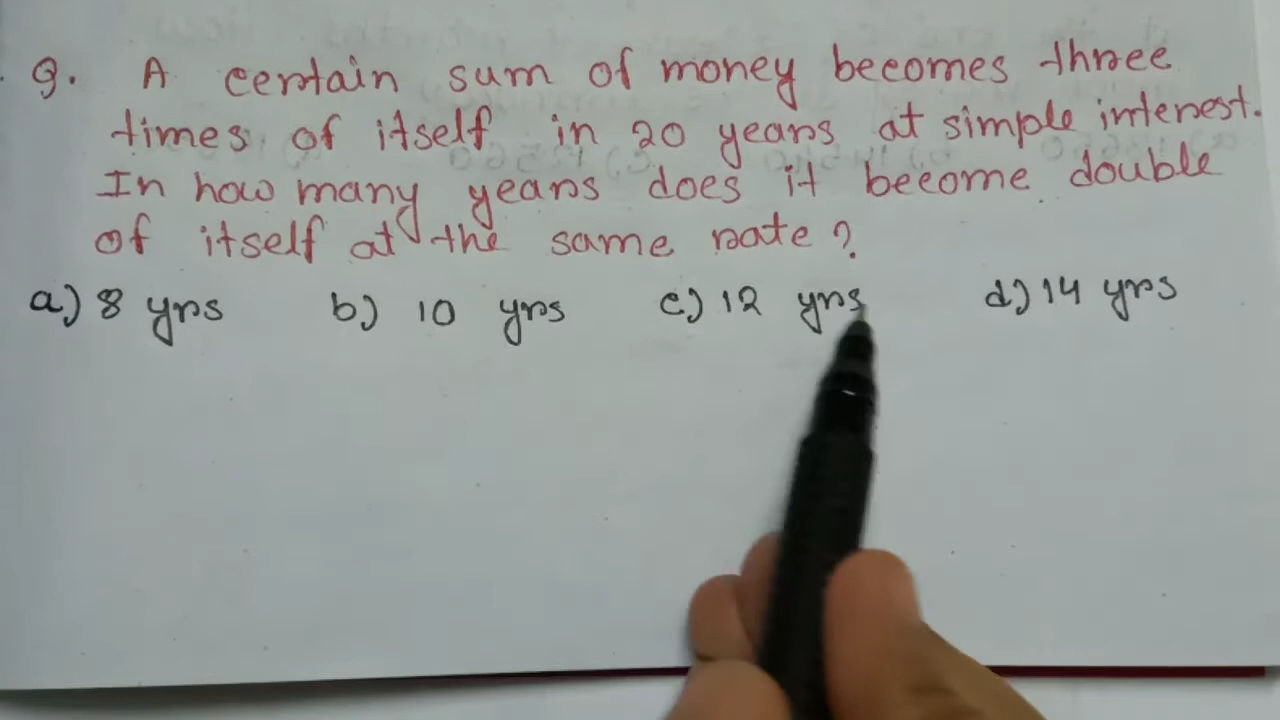 Q. A certain sum of money becomes three
times of itself in 20 years at simple interest.
In how many years does it become double
of itself at the same rate?
a) 8 yrs b) 10 yrs c) 12 yrs d) 14 yrs